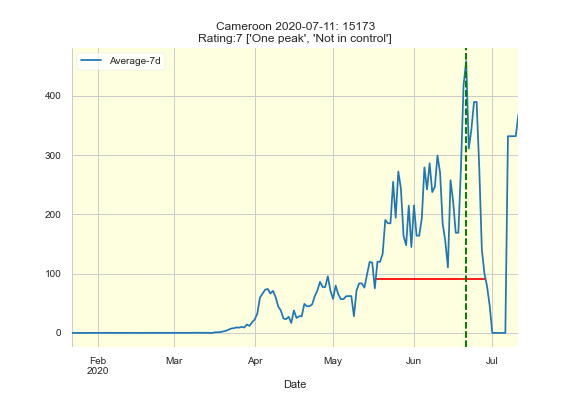 Cameroon 2020-07-11: 15173
Rating:7 ['One peak', 'Not in control']
Average-7d
400
300
200
100
0
Feb Mar Apr May Jun Jul
2020
Date